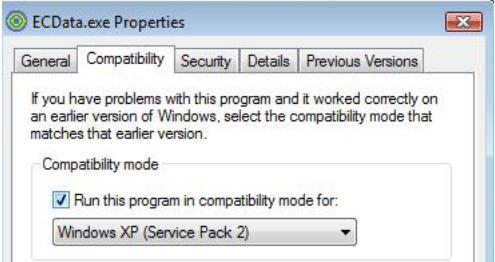 ECData.exe Properties
General Compatibility Security Details Previous Versions
If you have problems with this program and it worked correctly on
an earlier version of Windows, select the compatibility mode that
matches that earlier version.
Compatibility mode
Run this program in compatibility mode for:
Windows XP (Service Pack 2)